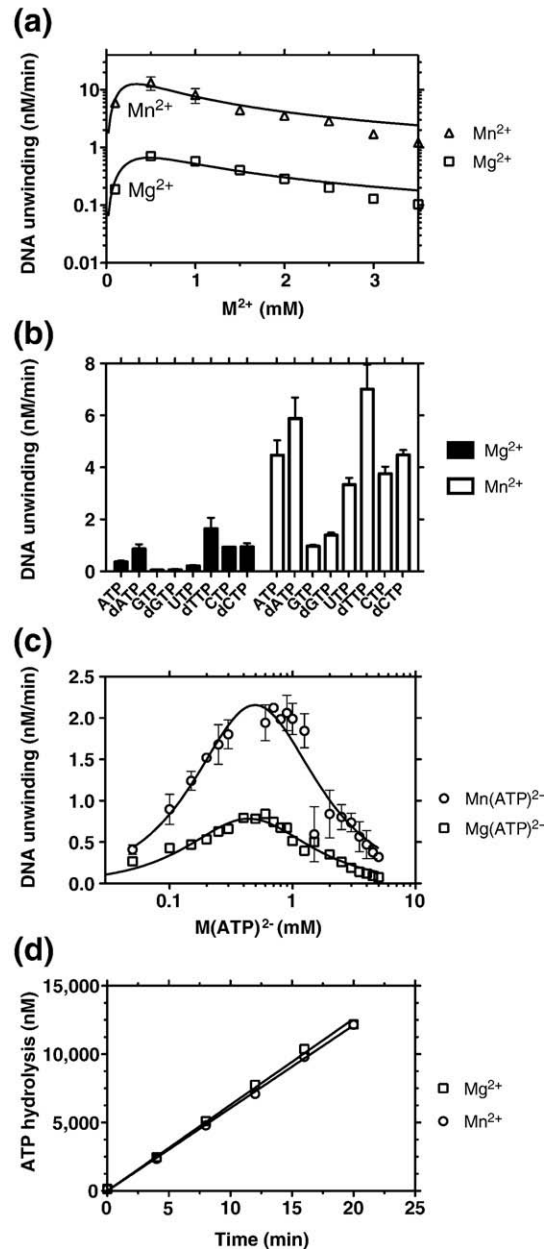 (a)
DNA unwinding (nM/min)
10
1
0.1
0.01
Mn2+
Mg2+
0 1 2 3
M2+ (mM)
Mn2+
Mg2+
(b)
DNA unwinding (nM/min)
8
6
4
2
0
ATP dATP GTP dGTP UTP dTTP CTP dCTP ATP dATP GTP dGTP UTP dTTP CTP dCTP
Mg2+
Mn2+
(c)
DNA unwinding (nM/min)
2.5
2.0
1.5
1.0
0.5
0.0
0.1 1 10
M(ATP)2- (mM)
Mn(ATP)2-
Mg(ATP)2-
(d)
ATP hydrolysis (nM)
15,000
10,000
5,000
0
0 5 10 15 20 25
Time (min)
Mg2+
Mn2+